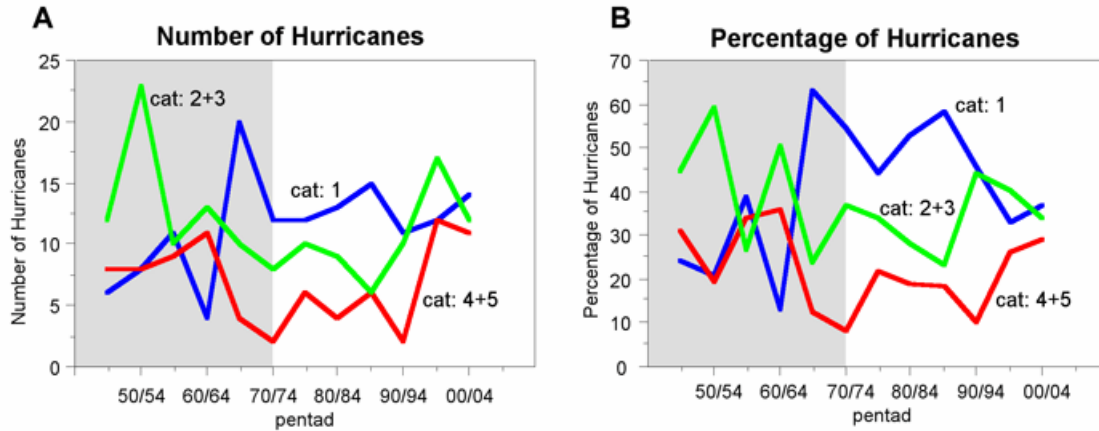 A
Number of Hurricanes
Number of Hurricanes
25
20
15
10
5
0
cat: 2+3
cat: 1
cat: 4+5
50/54 60/64 70/74 80/84 90/94 00/04
pentad
B
Percentage of Hurricanes
Percentage of Hurricanes
70
60
50
40
30
20
10
0
cat: 1
cat: 2+3
cat: 4+5
50/54 60/64 70/74 80/84 90/94 00/04
pentad